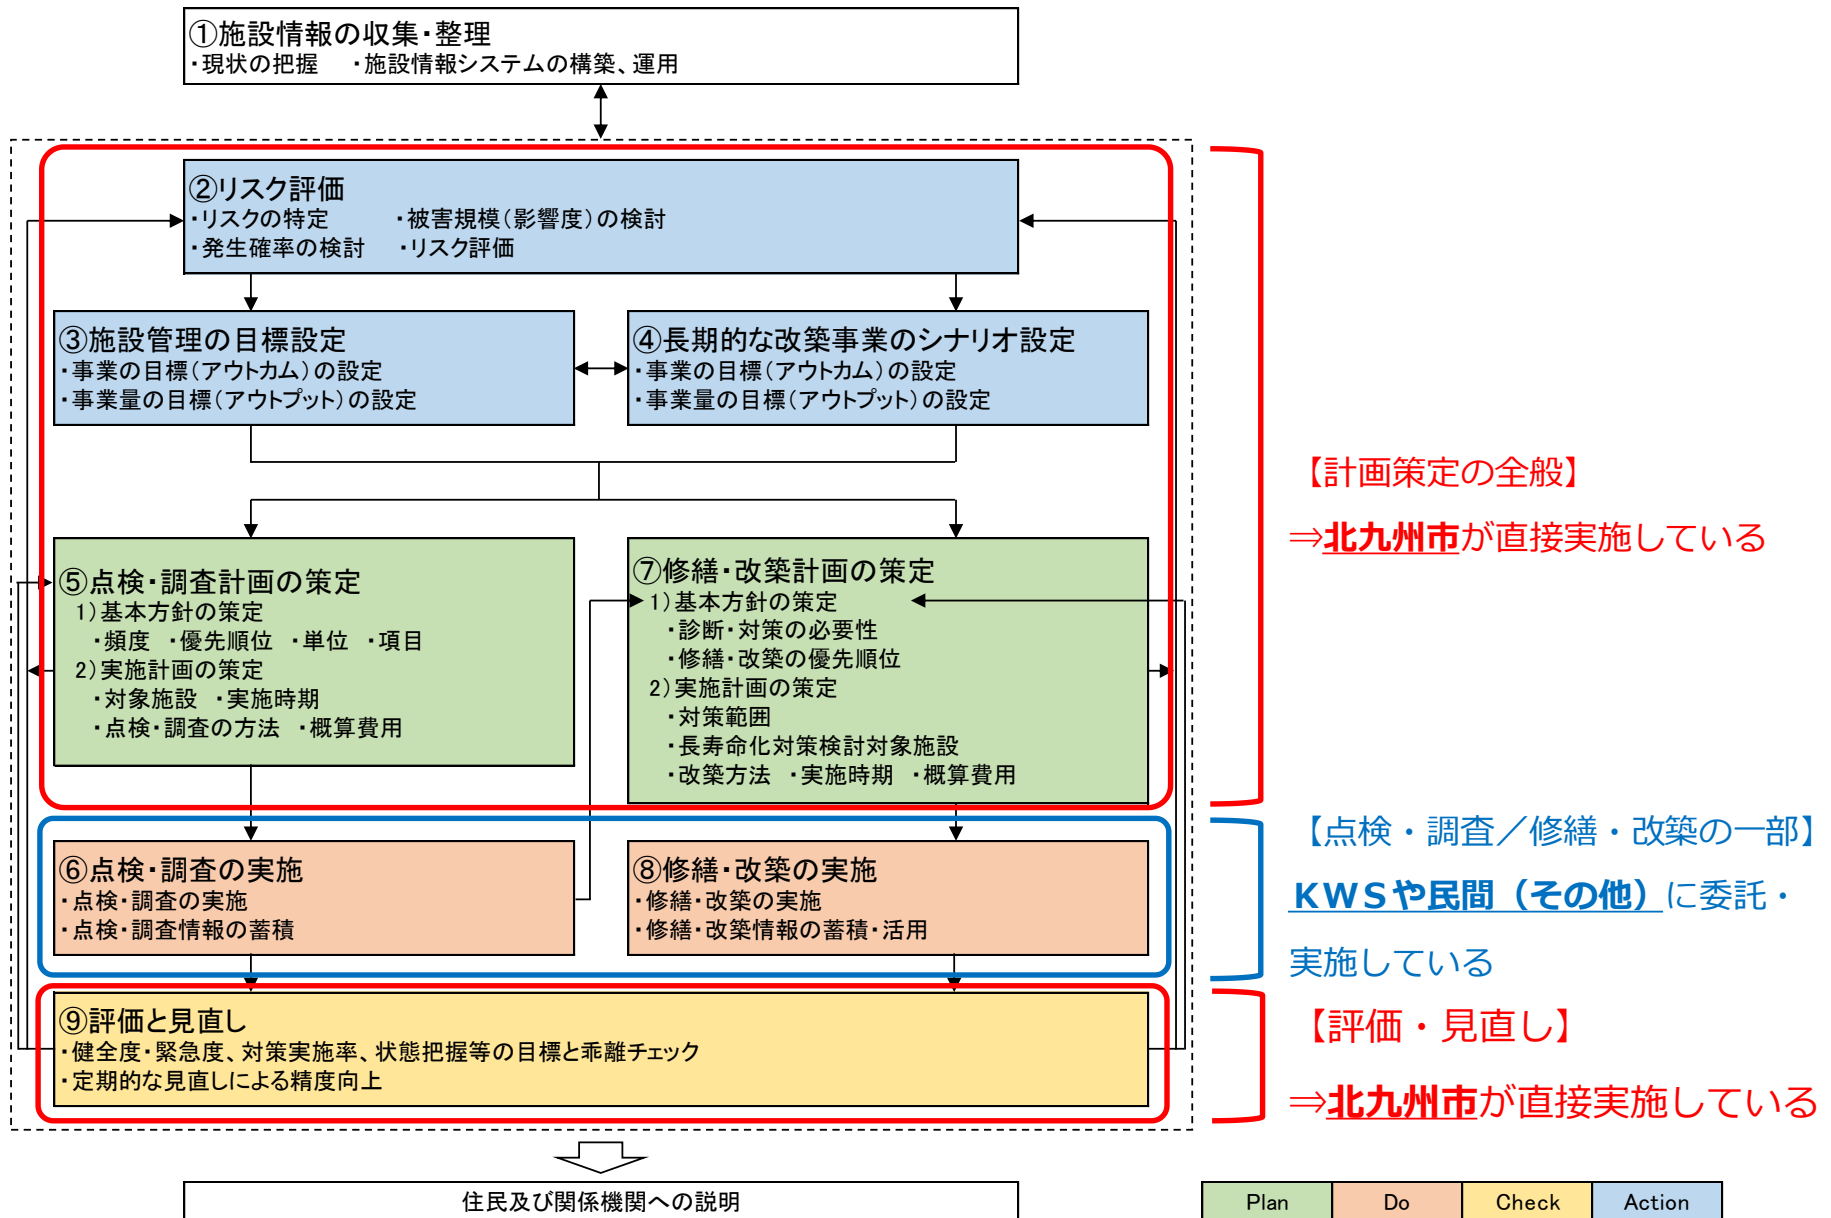 ①施設情報の収集・整理
・現状の把握　・施設情報システムの構築、運用
②リスク評価
・リスクの特定　・被害規模（影響度）の検討
・発生確率の検討　・リスク評価
③施設管理の目標設定
・事業の目標（アウトカム）の設定
・事業量の目標（アウトプット）の設定
④長期的な改築事業のシナリオ設定
・事業の目標（アウトカム）の設定
・事業量の目標（アウトプット）の設定
⑤点検・調査計画の策定
1）基本方針の策定
・頻度　・優先順位　・単位　・項目
2）実施計画の策定
・対象施設　・実施時期
・点検・調査の方法　・概算費用
⑦修繕・改築計画の策定
1）基本方針の策定
・診断・対策の必要性
・修繕・改築の優先順位
2）実施計画の策定
・対策範囲
・長寿命化対策検討対象施設
・改築方法　・実施時期　・概算費用
⑥点検・調査の実施
・点検・調査の実施
・点検・調査情報の蓄積
⑧修繕・改築の実施
・修繕・改築の実施
・修繕・改築情報の蓄積・活用
⑨評価と見直し
・健全度・緊急度、対策実施率、状態把握等の目標と乖離チェック
・定期的な見直しによる精度向上
住民及び関係機関への説明
【計画策定の全般】
⇒北九州市が直接実施している
【点検・調査／修繕・改築の一部】
ＫＷＳや民間（その他）に委託・
実施している
【評価・見直し】
⇒北九州市が直接実施している
Plan　Do　Check　Action